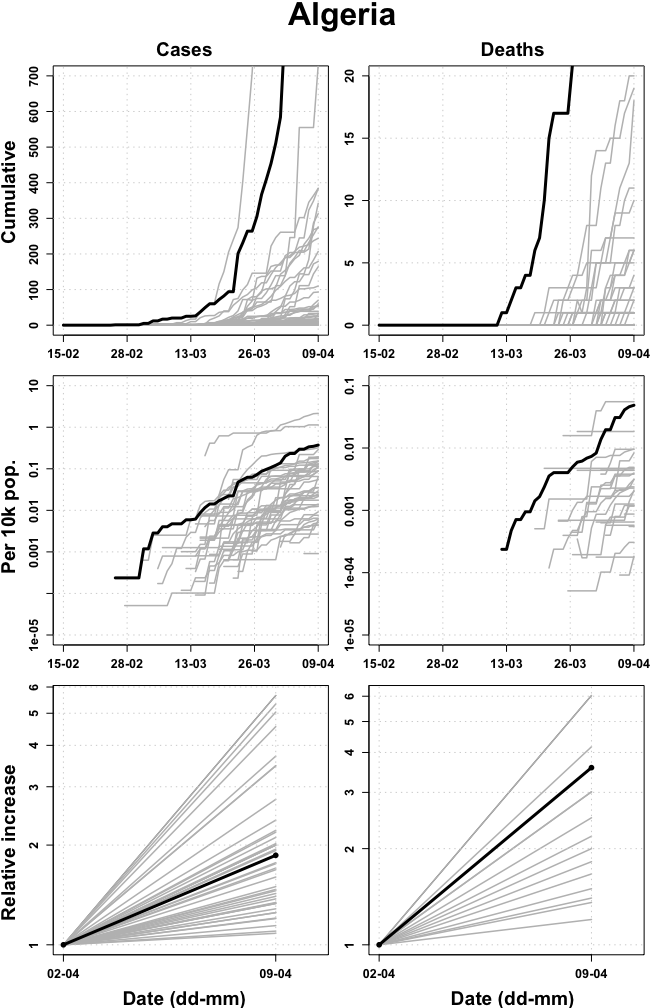 Algeria
Cases
Deaths
Cumulative
700
600
500
400
300
200
100
0
15-02 28-02 13-03 26-03 09-04
20
15
10
5
0
15-02 28-02 13-03 26-03 09-04
Per 10k pop.
10
1
0.1
0.01
0.001
1e-05
15-02 28-02 13-03 26-03 09-04
0.1
0.01
0.001
1e-04
1e-05
15-02 28-02 13-03 26-03 09-04
Relative increase
6
5
4
3
2
1
02-04 09-04
Date (dd-mm)
6
5
4
3
2
1
02-04 09-04
Date (dd-mm)